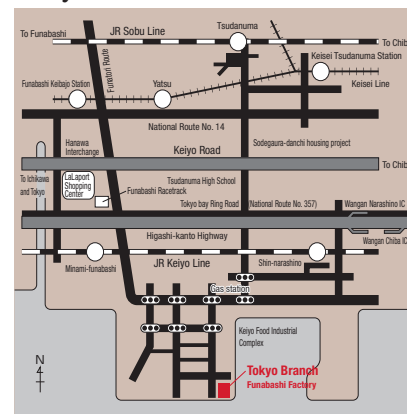 Tsudanuma
To Funabashi
JR Sobu Line
To Chib
Funatori Route
Keisei Tsudanuma Station
Funabashi Keibajo Station
Yatsu
Keisei Line
National Route No. 14
Hanawa
Interchange
Sodegaura-danchi housing project
Keiyo Road
To Chib
To Ichikawa
and Tokyo
LaLaport
Shopping
Center
Tsudanuma High School
Funabashi Racetrack
Tokyo bay Ring Road
(National Route No. 357)
Wangan Narashino IC
Higashi-kanto Highway
Wangan Chiba IC
Minami-funabashi
JR Keiyo Line
Shin-narashino
Gas station
Keiyo Food Industrial
Complex
N
4
Tokyo Branch
Funabashi Factory